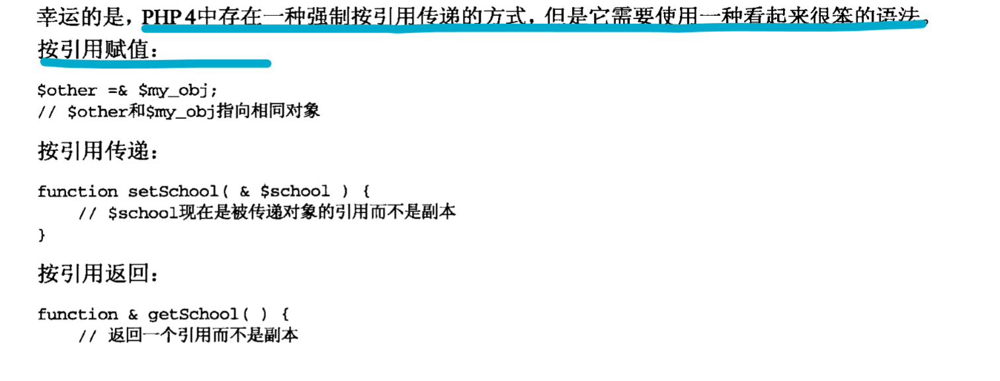 幸运的是，PHP 4中存在一种强制按引用传递的方式，但是它需要使用一种看起来很笨的语法。
按引用赋值：
$other =& $my_obj;
// $other和$my_obj指向相同对象
按引用传递：
function setSchool( & $school ) {
// $school现在是被传递对象的引用而不是副本
}
按引用返回：
function & getSchool( ) {
// 返回一个引用而不是副本